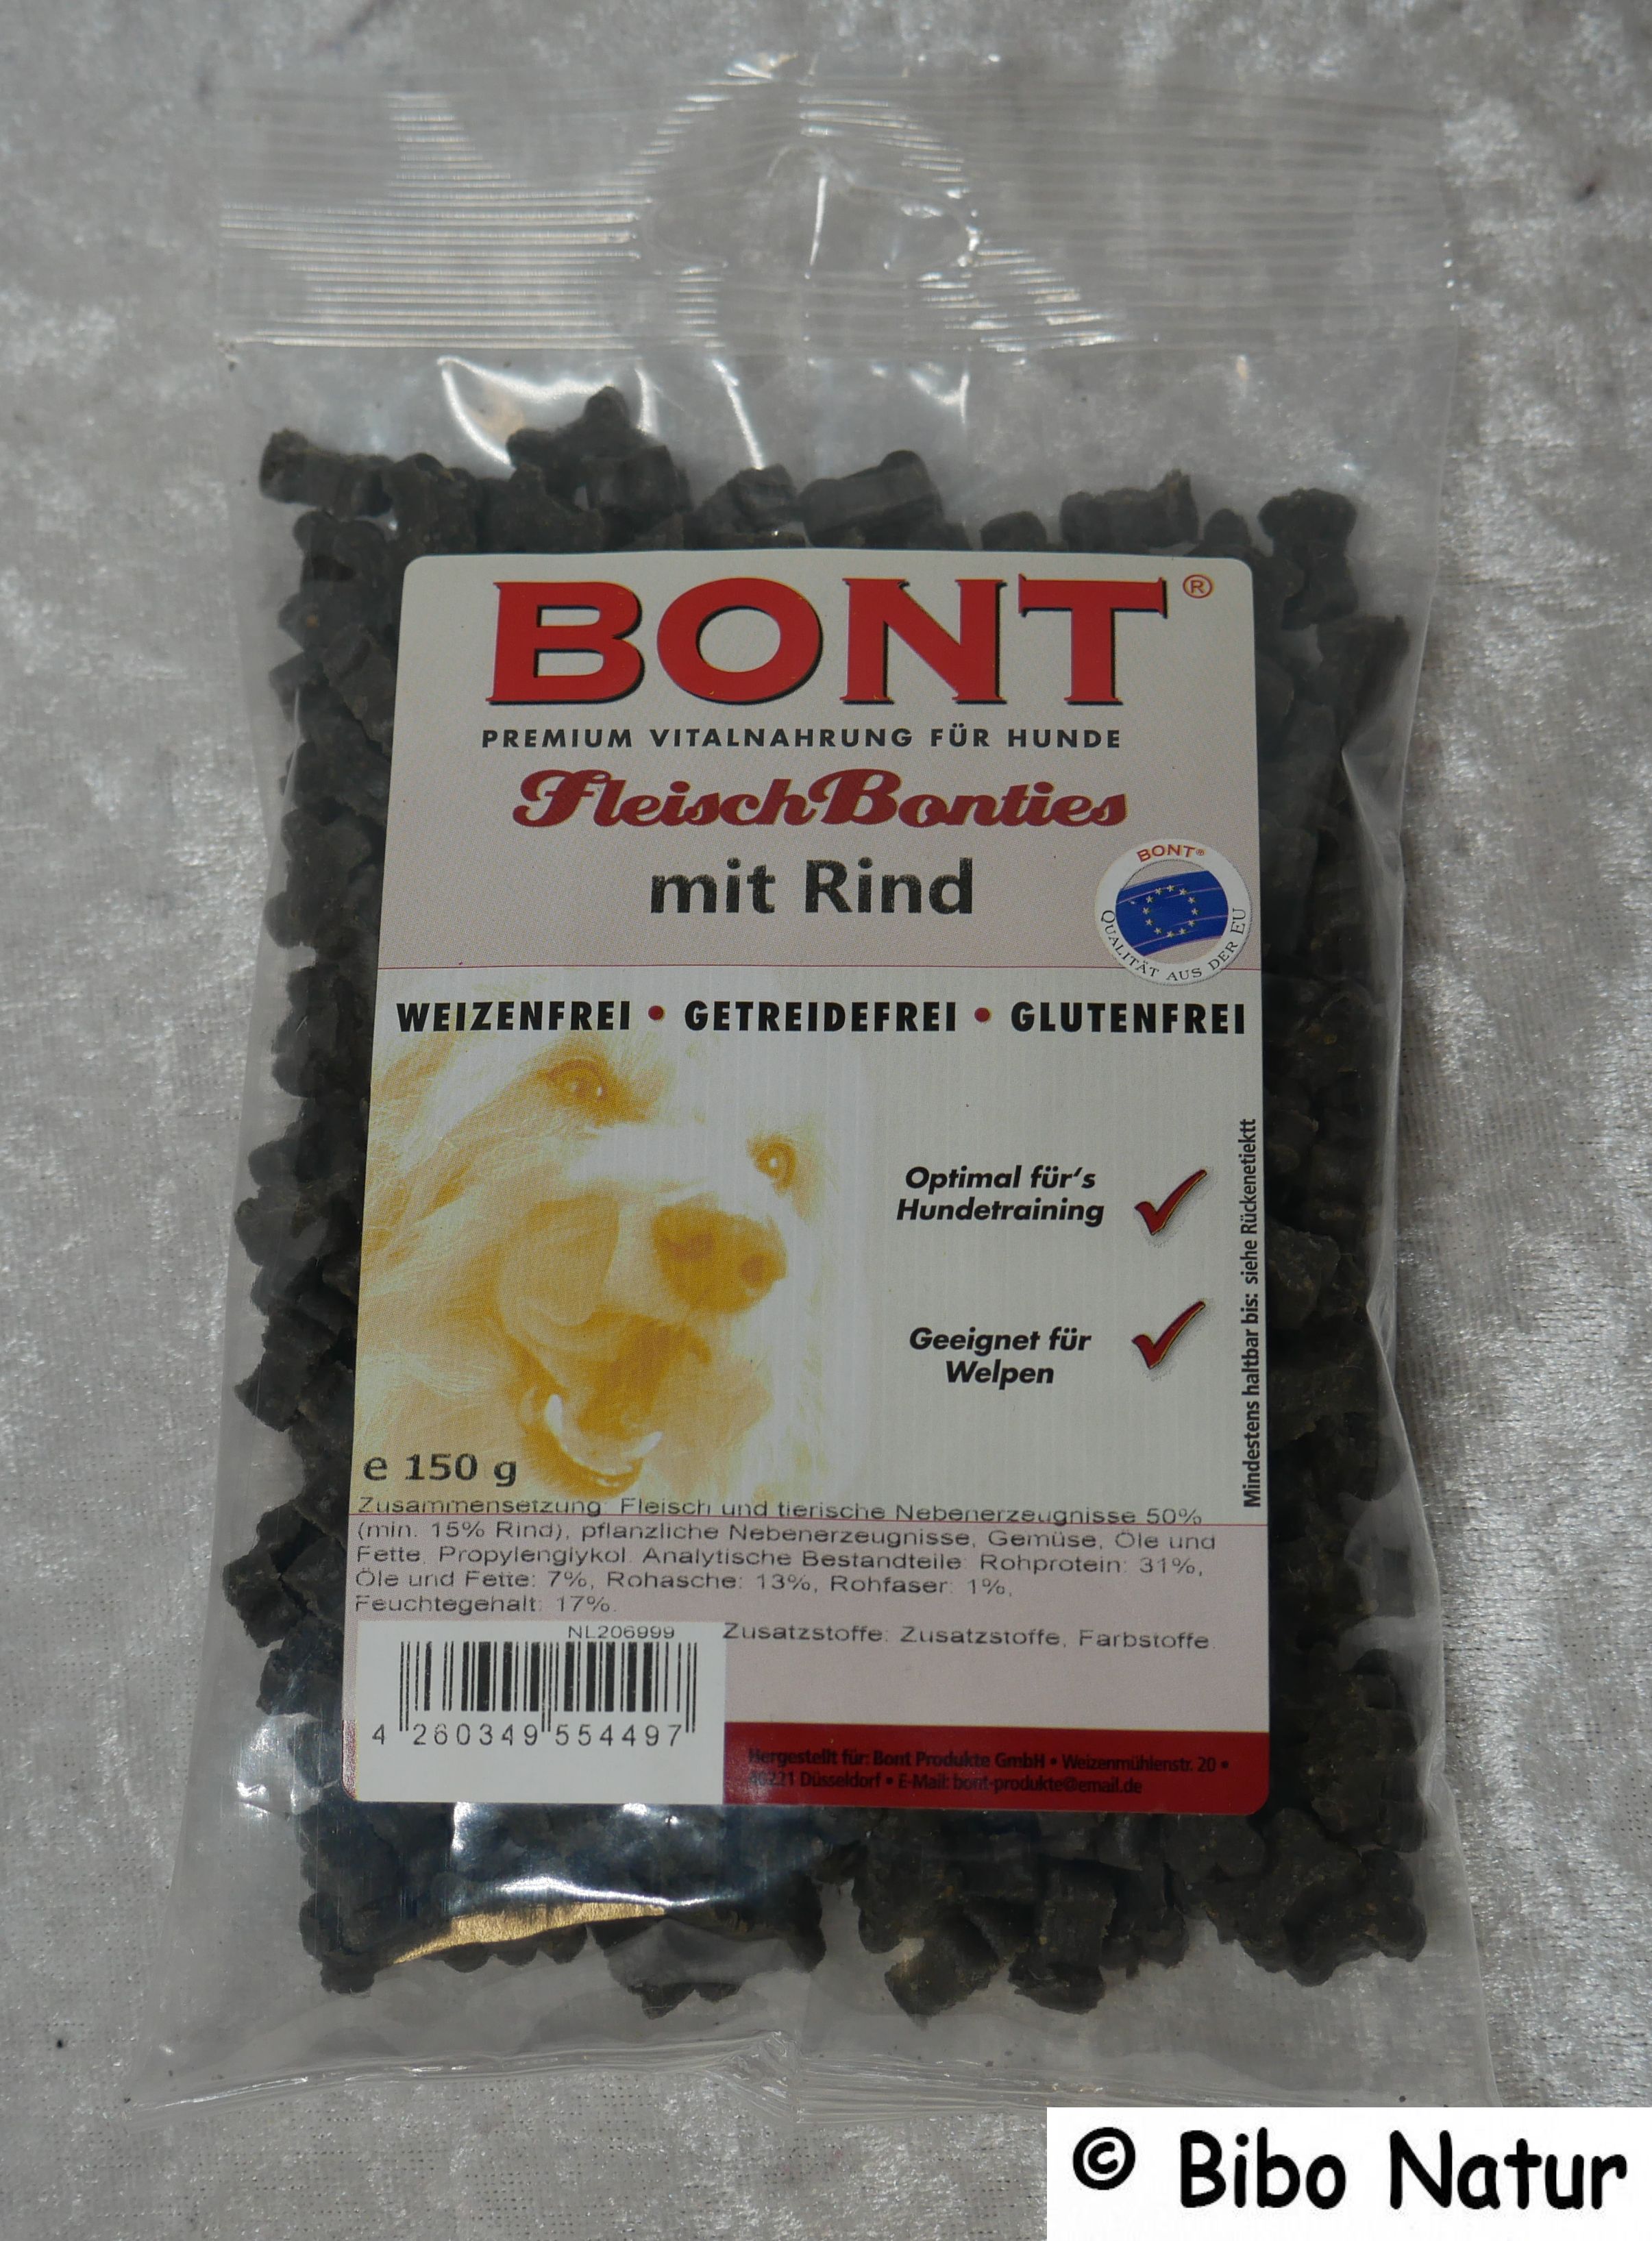 BONT®
PREMIUM VITALNAHRUNG FÜR HUNDE
FleischBonties
mit Rind
BONT®
QUALITÄT AUS DER EU
WEIZENFREI • GETREIDEFREI • GLUTENFREI
Optimal für's
Hundetraining
Geeignet für
Welpen
Mindestens haltbar bis: siehe Rückenetiektt
e 150 g
Zusammensetzung: Fleisch und tierische Nebenerzeugnisse 50%
(min. 15% Rind), pflanzliche Nebenerzeugnisse, Gemüse, Öle und
Fette, Propylenglykol. Analytische Bestandteile: Rohprotein: 31%,
Öle und Fette: 7%, Rohasche: 13%, Rohfaser: 1%,
Feuchtegehalt: 17%.
NL206999
Zusatzstoffe: Zusatzstoffe, Farbstoffe.
4 260349 554497
Hergestellt für: Bont Produkte GmbH • Weizenmühlenstr. 20 •
40221 Düsseldorf • E-Mail: bont-produkte@email.de
© Bibo Natur